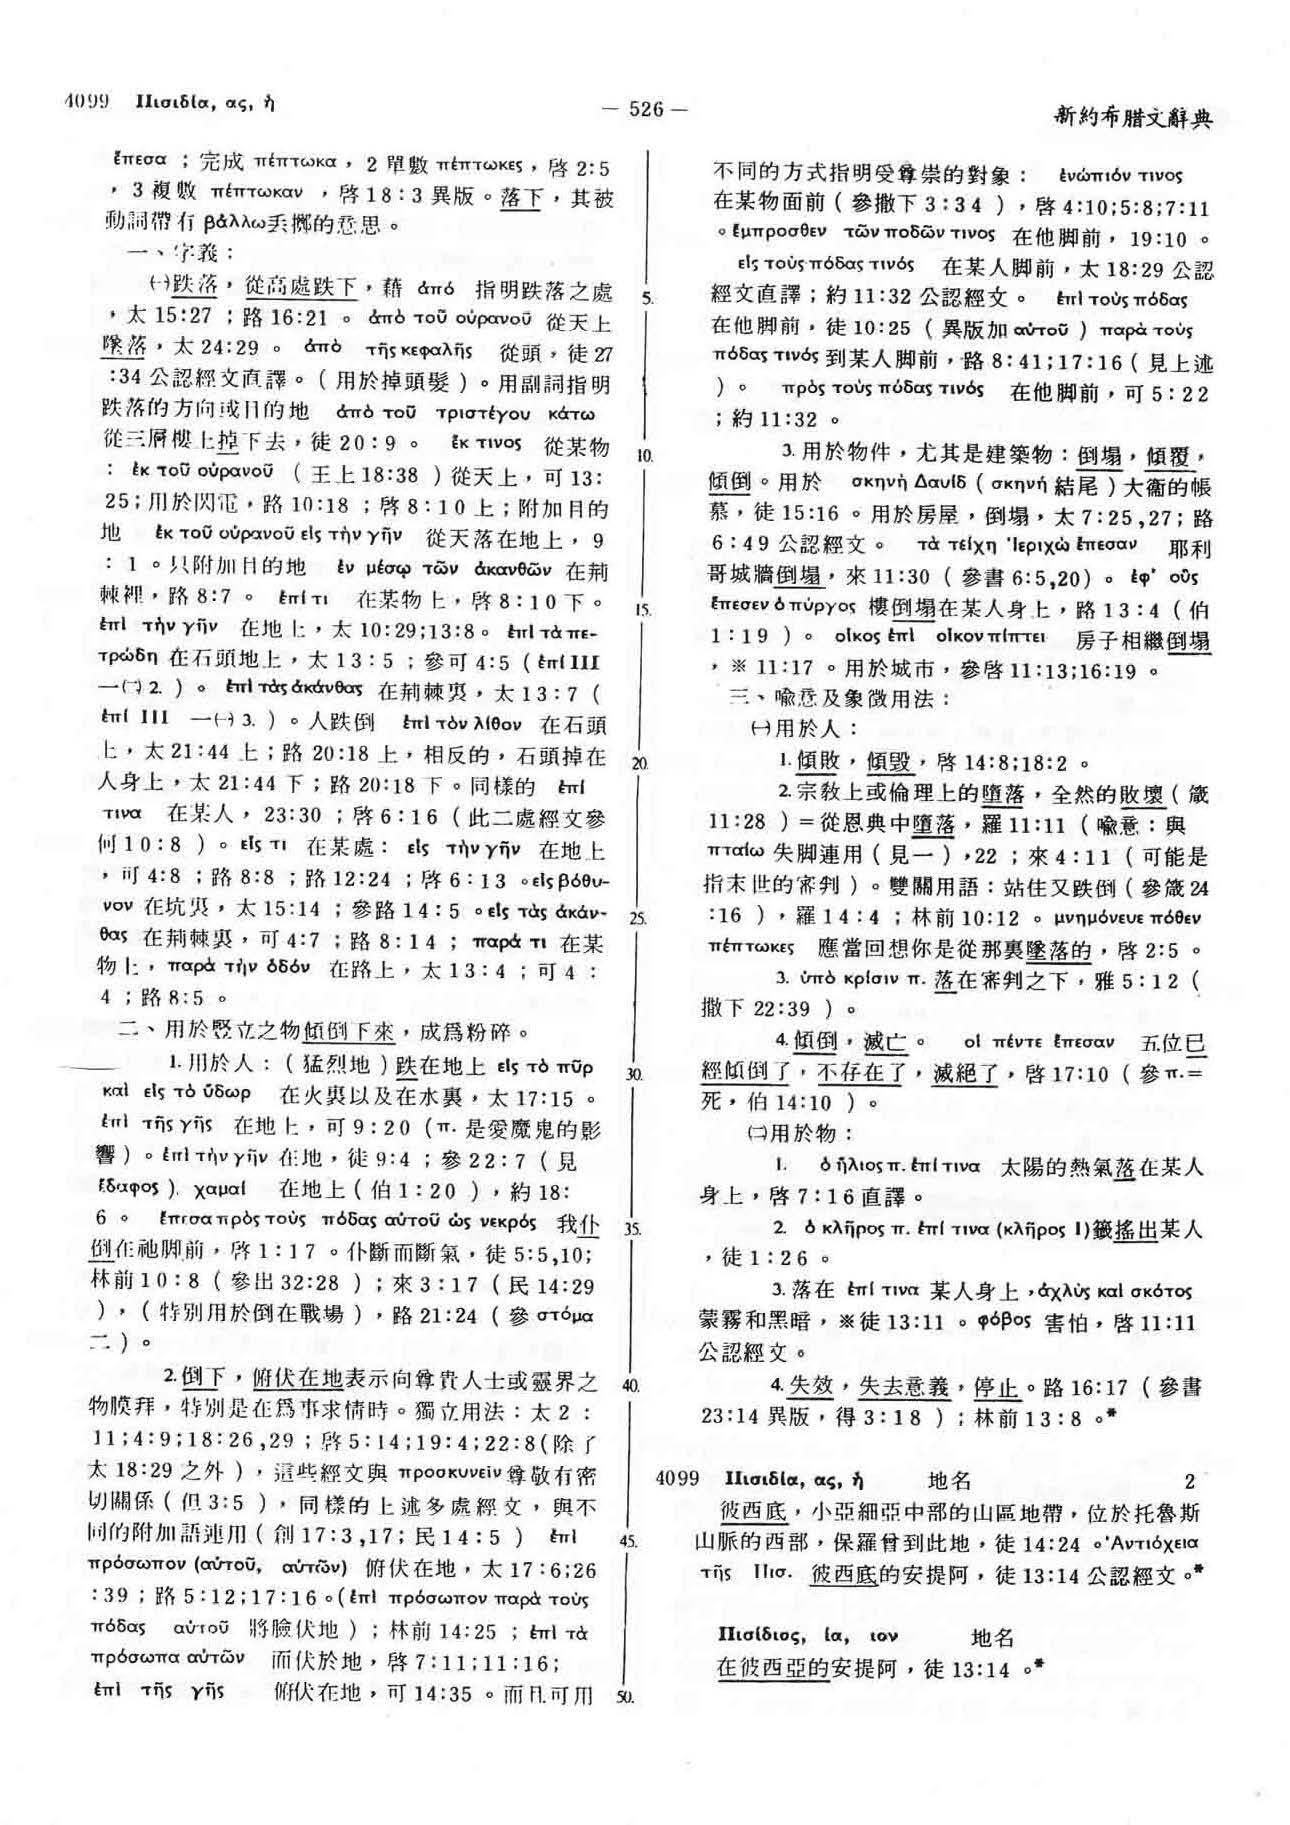 4099 Πισιδία, ας, ἡ
— 526 —
新約希腊文辭典
ἔπεσα ；完成 πέπτωκα，2 單數 πέπτωκες，啓 2:5
，3 複數 πέπτωκαν ，啓 18：3 異版。落下，其被
動詞帶有 βάλλω丢擲的意思。
一、字義：
㈠跌落，從高處跌下，藉 ἀπό 指明跌落之處
，太 15:27 ；路 16:21 。 ἀπὸ τοῦ οὐρανοῦ 從天上
墜落，太 24:29 。 ἀπὸ τῆς κεφαλῆς 從頭，徒 27
:34 公認經文直譯。（用於掉頭髮）。用副詞指明
跌落的方向或目的地 ἀπὸ τοῦ τριστέγου κάτω
從三層樓上掉下去，徒 20：9 。 ἔκ τινος 從某物
： ἐκ τοῦ οὐρανοῦ （王上 18:38 ）從天上，可 13：
25；用於閃電，路 10:18 ；啓 8：10 上；附加目的
地 ἐκ τοῦ οὐρανοῦ εἰς τὴν γῆν 從天落在地上， 9
：1 。只附加目的地 ἐν μέσῳ τῶν ἀκανθῶν 在荊
棘裡，路 8:7 。 ἐπί τι 在某物上，啓 8：10 下。
ἐπὶ τὴν γῆν 在地上，太 10:29;13:8。 ἐπὶ τὰ πε-
τρώδη 在石頭地上，太 13：5 ；參可 4:5（ἐπί III
一㈡ 2. ）。 ἐπὶ τὰς ἀκάνθας 在荊棘裏，太 13：7（
ἐπί III 一㈠ 3. ）。人跌倒 ἐπὶ τὸν λίθον 在石頭
上，太 21:44 上；路 20:18 上，相反的，石頭掉在
人身上，太 21:44 下；路 20:18 下。同樣的 ἐπί
τινα 在某人， 23:30 ；啓 6：16（此二處經文參
何 10：8 ）。 εἴς τι 在某處： εἰς τὴν γῆν 在地上
，可 4:8 ；路 8:8 ；路 12:24 ；啓 6：13 。εἰς βόθυ-
νον 在坑裏，太 15:14 ；參路 14：5 。εἰς τὰς ἀκάν-
θας 在荊棘裏，可 4:7 ；路 8：14 ； παρά τι 在某
物上， παρὰ τὴν ὁδόν 在路上，太 13：4 ；可 4 ：
4 ；路 8:5 。
二、用於竪立之物傾倒下來，成爲粉碎。
1. 用於人：（猛烈地）跌在地上 εἰς τὸ πῦρ
καὶ εἰς τὸ ὕδωρ 在火裏以及在水裏，太 17:15 。
ἐπὶ τῆς γῆς 在地上，可 9：20（π. 是愛魔鬼的影
響）。ἐπὶ τὴν γῆν 在地，徒 9:4 ；參 22：7（見
ἔδαφος ). χαμαί 在地上（伯 1：20 ），約 18：
6 。 ἔπεσα πρὸς τοὺς πόδας αὐτοῦ ὡς νεκρός 我仆
倒在祂脚前，啓 1：17 。仆斷而斷氣，徒 5:5,10;
林前 10：8（參出 32:28 ）；來 3：17（民 14:29
），（特別用於倒在戰場），路 21:24（參 στόμα
二）。
2. 倒下，俯伏在地表示向尊貴人士或靈界之
物膜拜，特別是在爲事求情時。獨立用法：太 2 ：
11;4:9;18:26,29 ；啓 5:14;19:4;22:8(除了
太 18:29 之外），這些經文與 προσκυνεῖν 尊敬有密
切關係（但 3:5 ），同樣的上述多處經文，與不
同的附加語連用（創 17:3,17；民 14：5 ） ἐπὶ
πρόσωπον (αὐτοῦ, αὐτῶν) 俯伏在地，太 17:6;26
:39 ；路 5:12;17:16 。(ἐπὶ πρόσωπον παρὰ τοὺς
πόδας αὐτοῦ 將臉伏地）；林前 14:25 ； ἐπὶ τὰ
πρόσωπα αὐτῶν 而伏於地，啓 7:11;11:16；
ἐπὶ τῆς γῆς 俯伏在地，可 14:35 。而且可用
5.
10.
15.
20.
25.
30.
35.
40.
45.
50.
不同的方式指明受尊崇的對象： ἐνώπιόν τινος
在某物面前（參撒下 3：34 ），啓 4:10;5:8;7:11
。ἔμπροσθεν τῶν ποδῶν τινος 在他脚前， 19:10 。
εἰς τοὺς πόδας τινός 在某人脚前，太 18:29 公認
經文直譯；約 11:32 公認經文。 ἐπὶ τοὺς πόδας
在他脚前，徒 10:25（異版加 αὐτοῦ ） παρὰ τοὺς
πόδας τινός 到某人脚前，路 8：41；17：16（見上述
）。 πρὸς τοὺς πόδας τινός 在他脚前，可 5：22
；約 11:32 。
3. 用於物件，尤其是建築物：倒塌，傾覆，
傾倒。用於 σκηνὴ Δαυίδ（σκηνή 結尾）大衞的帳
慕，徒 15:16 。用於房屋，倒塌，太 7:25,27；路
6：49 公認經文。 τὰ τείχη Ἰεριχὼ ἔπεσαν 耶利
哥城牆倒塌，來 11:30（參書 6:5,20）。 ἐφ᾽ οὓς
ἔπεσεν ὁ πύργος 樓倒塌在某人身上，路 13：4（伯
1：19 ）。 οἶκος ἐπὶ οἶκον πίπτει 房子相繼倒塌
，※ 11:17 。用於城市，參啓 11:13;16:19 。
三、喩意及象徵用法：
㈠用於人：
1. 傾敗，傾毀，啓 14:8;18:2 。
2. 宗敎上或倫理上的墮落，全然的敗壞（箴
11:28 ）＝從恩典中墮落，羅 11:11（喩意：與
πταίω 失脚連用（見一），22 ；來 4：11（可能是
指末世的審判）。雙關用語：站住又跌倒（參箴 24
:16 ），羅 14：4 ；林前 10:12 。 μνημόνευε πόθεν
πέπτωκες 應當回想你是從那裏墜落的，啓 2:5 。
3. ὑπὸ κρίσιν π. 落在審判之下，雅 5：12（
撒下 22:39 ）。
4. 傾倒，滅亡。 οἱ πέντε ἔπεσαν 五位已
經傾倒了，不存在了，滅絕了，啓 17:10（參 π. ＝
死，伯 14:10 ）。
㈡用於物：
1. ὁ ἥλιος π. ἐπί τινα 太陽的熱氣落在某人
身上，啓 7：16 直譯。
2. ὁ κλῆρος π. ἐπί τινα (κλῆρος 1)籤搖出某人
，徒 1：26 。
3. 落在 ἐπί τινα 某人身上，ἀχλὺς καὶ σκότος
蒙霧和黑暗，※徒 13:11 。φόβος 害怕，啓 11:11
公認經文。
4. 失效，失去意義，停止。路 16:17（參書
23:14 異版，得 3：18 ）；林前 13：8 。*
4099 Πισιδία, ας, ἡ 地名 2
彼西底，小亞細亞中部的山區地帶，位於托魯斯
山脈的西部，保羅曾到此地，徒 14:24 。Ἀντιόχεια
τῆς Πισ. 彼西底的安提阿，徒 13:14 公認經文。*
Πισίδιος, ία, ιον 地名
在彼西亞的安提阿，徒 13:14 。*